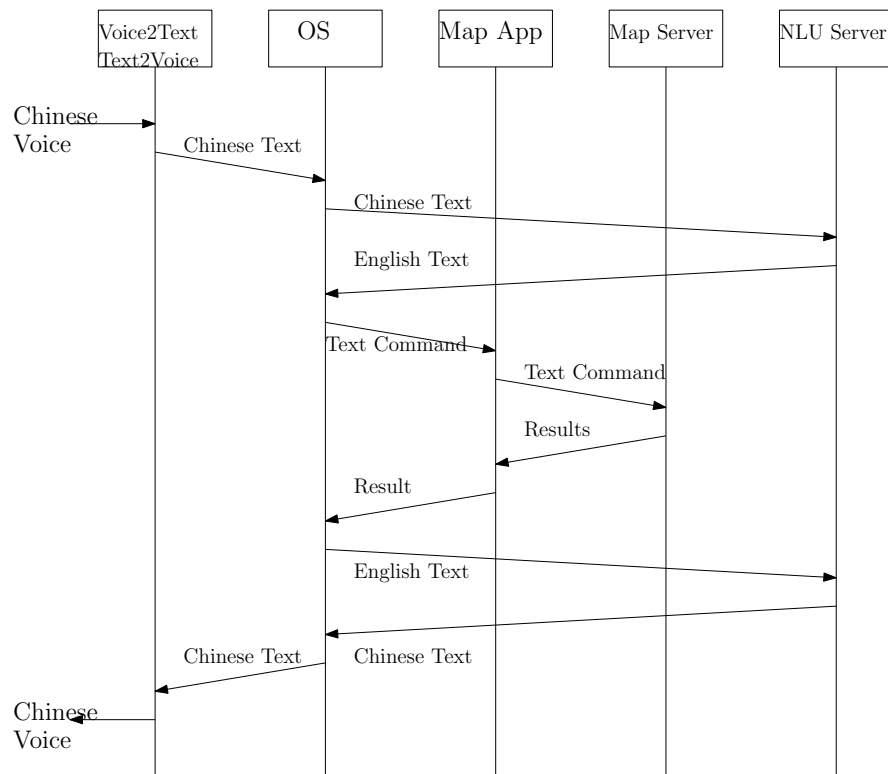 Voice2Text
Text2Voice
OS
Map App
Map Server
NLU Server
Chinese
Voice
Chinese Text
Chinese Text
English Text
Text Command
Text Command
Results
Result
English Text
Chinese Text
Chinese Text
Chinese
Voice